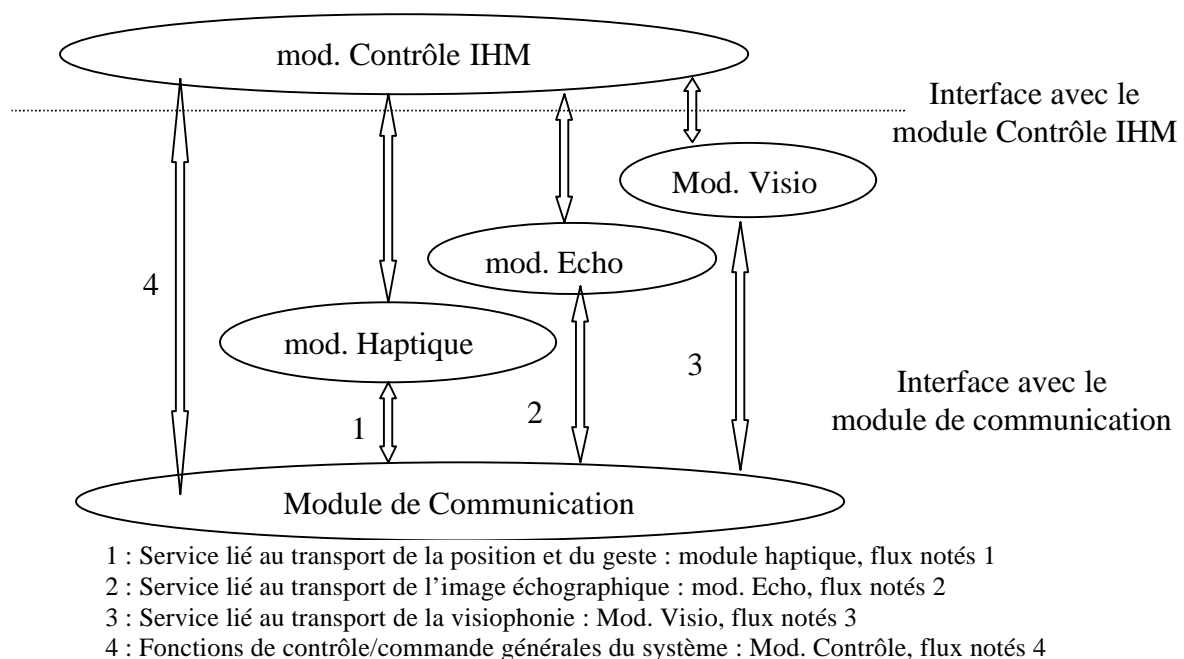 mod. Contrôle IHM
Interface avec le
module Contrôle IHM
Mod. Visio
mod. Echo
4
mod. Haptique
3
Interface avec le
module de communication
2
1
Module de Communication
1 : Service lié au transport de la position et du geste : module haptique, flux notés 1
2 : Service lié au transport de l’image échographique : mod. Echo, flux notés 2
3 : Service lié au transport de la visiophonie : Mod. Visio, flux notés 3
4 : Fonctions de contrôle/commande générales du système : Mod. Contrôle, flux notés 4